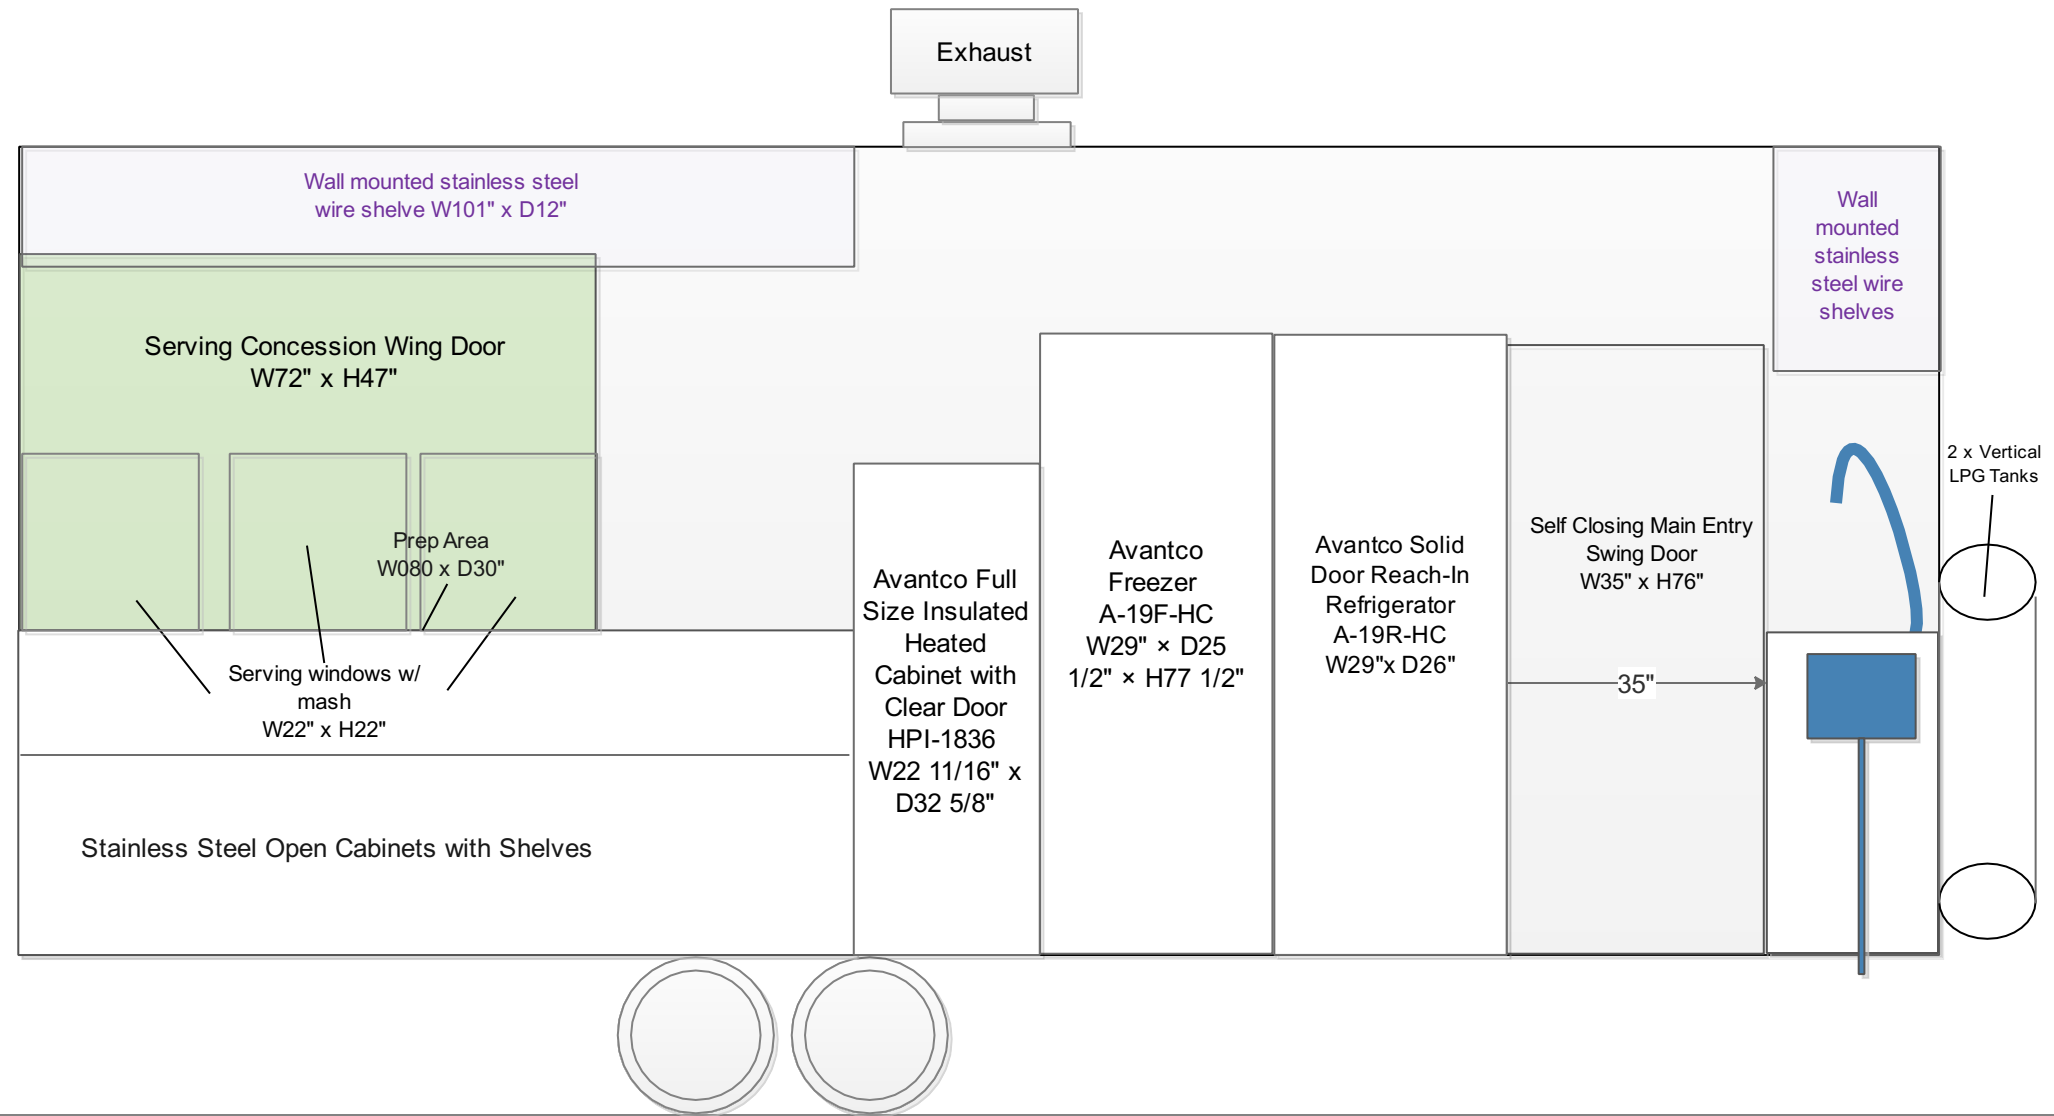 Exhaust
Wall mounted stainless steel
wire shelve W101" x D12"
Wall
mounted
stainless
steel wire
shelves
Serving Concession Wing Door
W72" x H47"
2 x Vertical
LPG Tanks
Prep Area
W080 x D30"
Serving windows w/
mash
W22" x H22"
Stainless Steel Open Cabinets with Shelves
Avantco Full
Size Insulated
Heated
Cabinet with
Clear Door
HPI-1836
W22 11/16" x
D32 5/8"
Avantco
Freezer
A-19F-HC
W29" × D25
1/2" × H77 1/2"
Avantco Solid
Door Reach-In
Refrigerator
A-19R-HC
W29"x D26"
Self Closing Main Entry
Swing Door
W35" x H76"
35"